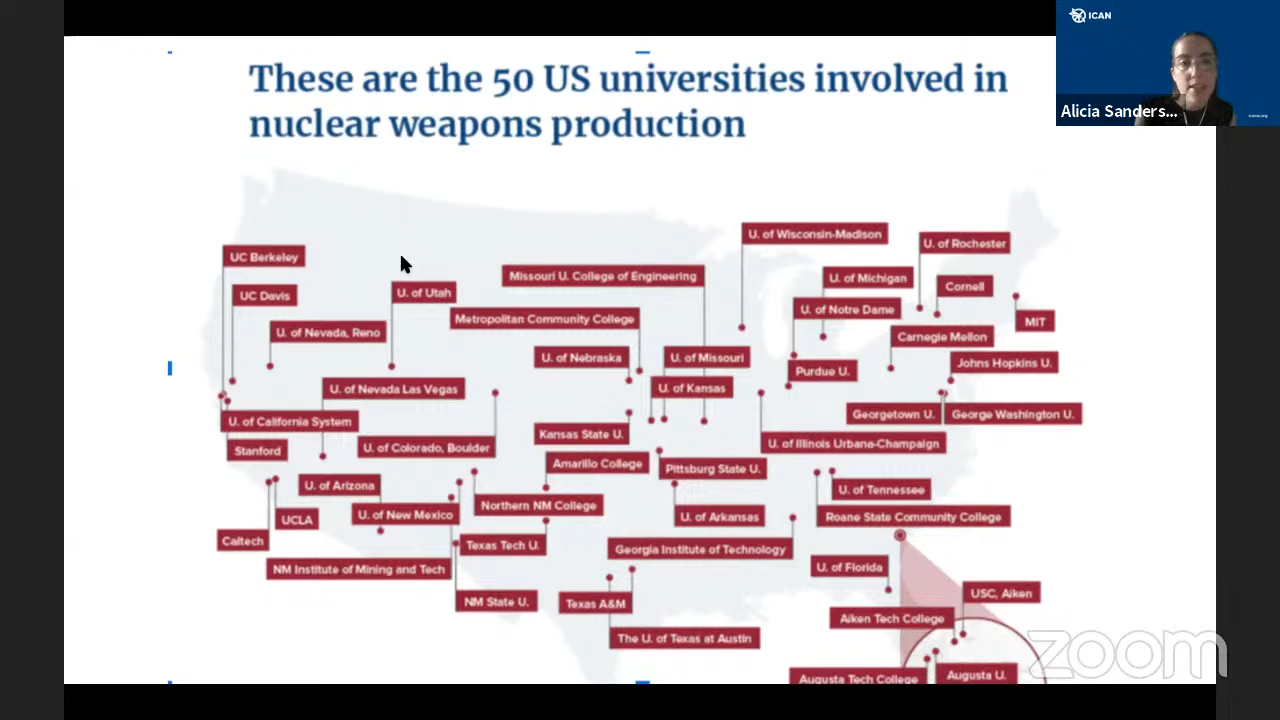 ICAN
Alicia Sanders...
These are the 50 US universities involved in
nuclear weapons production
U. of Wisconsin-Madison
U. of Rochester
UC Berkeley
Missouri U. College of Engineering
U. of Michigan
Cornell
UC Davis
U. of Utah
U. of Notre Dame
MIT
U. of Nevada, Reno
Metropolitan Community College
Carnegie Mellon
U. of Nebraska
U. of Missouri
Purdue U.
Johns Hopkins U.
U. of Nevada Las Vegas
U. of Kansas
Georgetown U.
George Washington U.
U. of California System
Stanford
U. of Colorado, Boulder
Kansas State U.
U. of Illinois Urbana-Champaign
Amarillo College
Pittsburg State U.
U. of Arizona
U. of Tennessee
UCLA
U. of New Mexico
Northern NM College
U. of Arkansas
Roane State Community College
Caltech
Texas Tech U.
Georgia Institute of Technology
NM Institute of Mining and Tech
U. of Florida
NM State U.
Texas A&M
USC, Aiken
Aiken Tech College
The U. of Texas at Austin
Augusta Tech College
Augusta U.
zoom